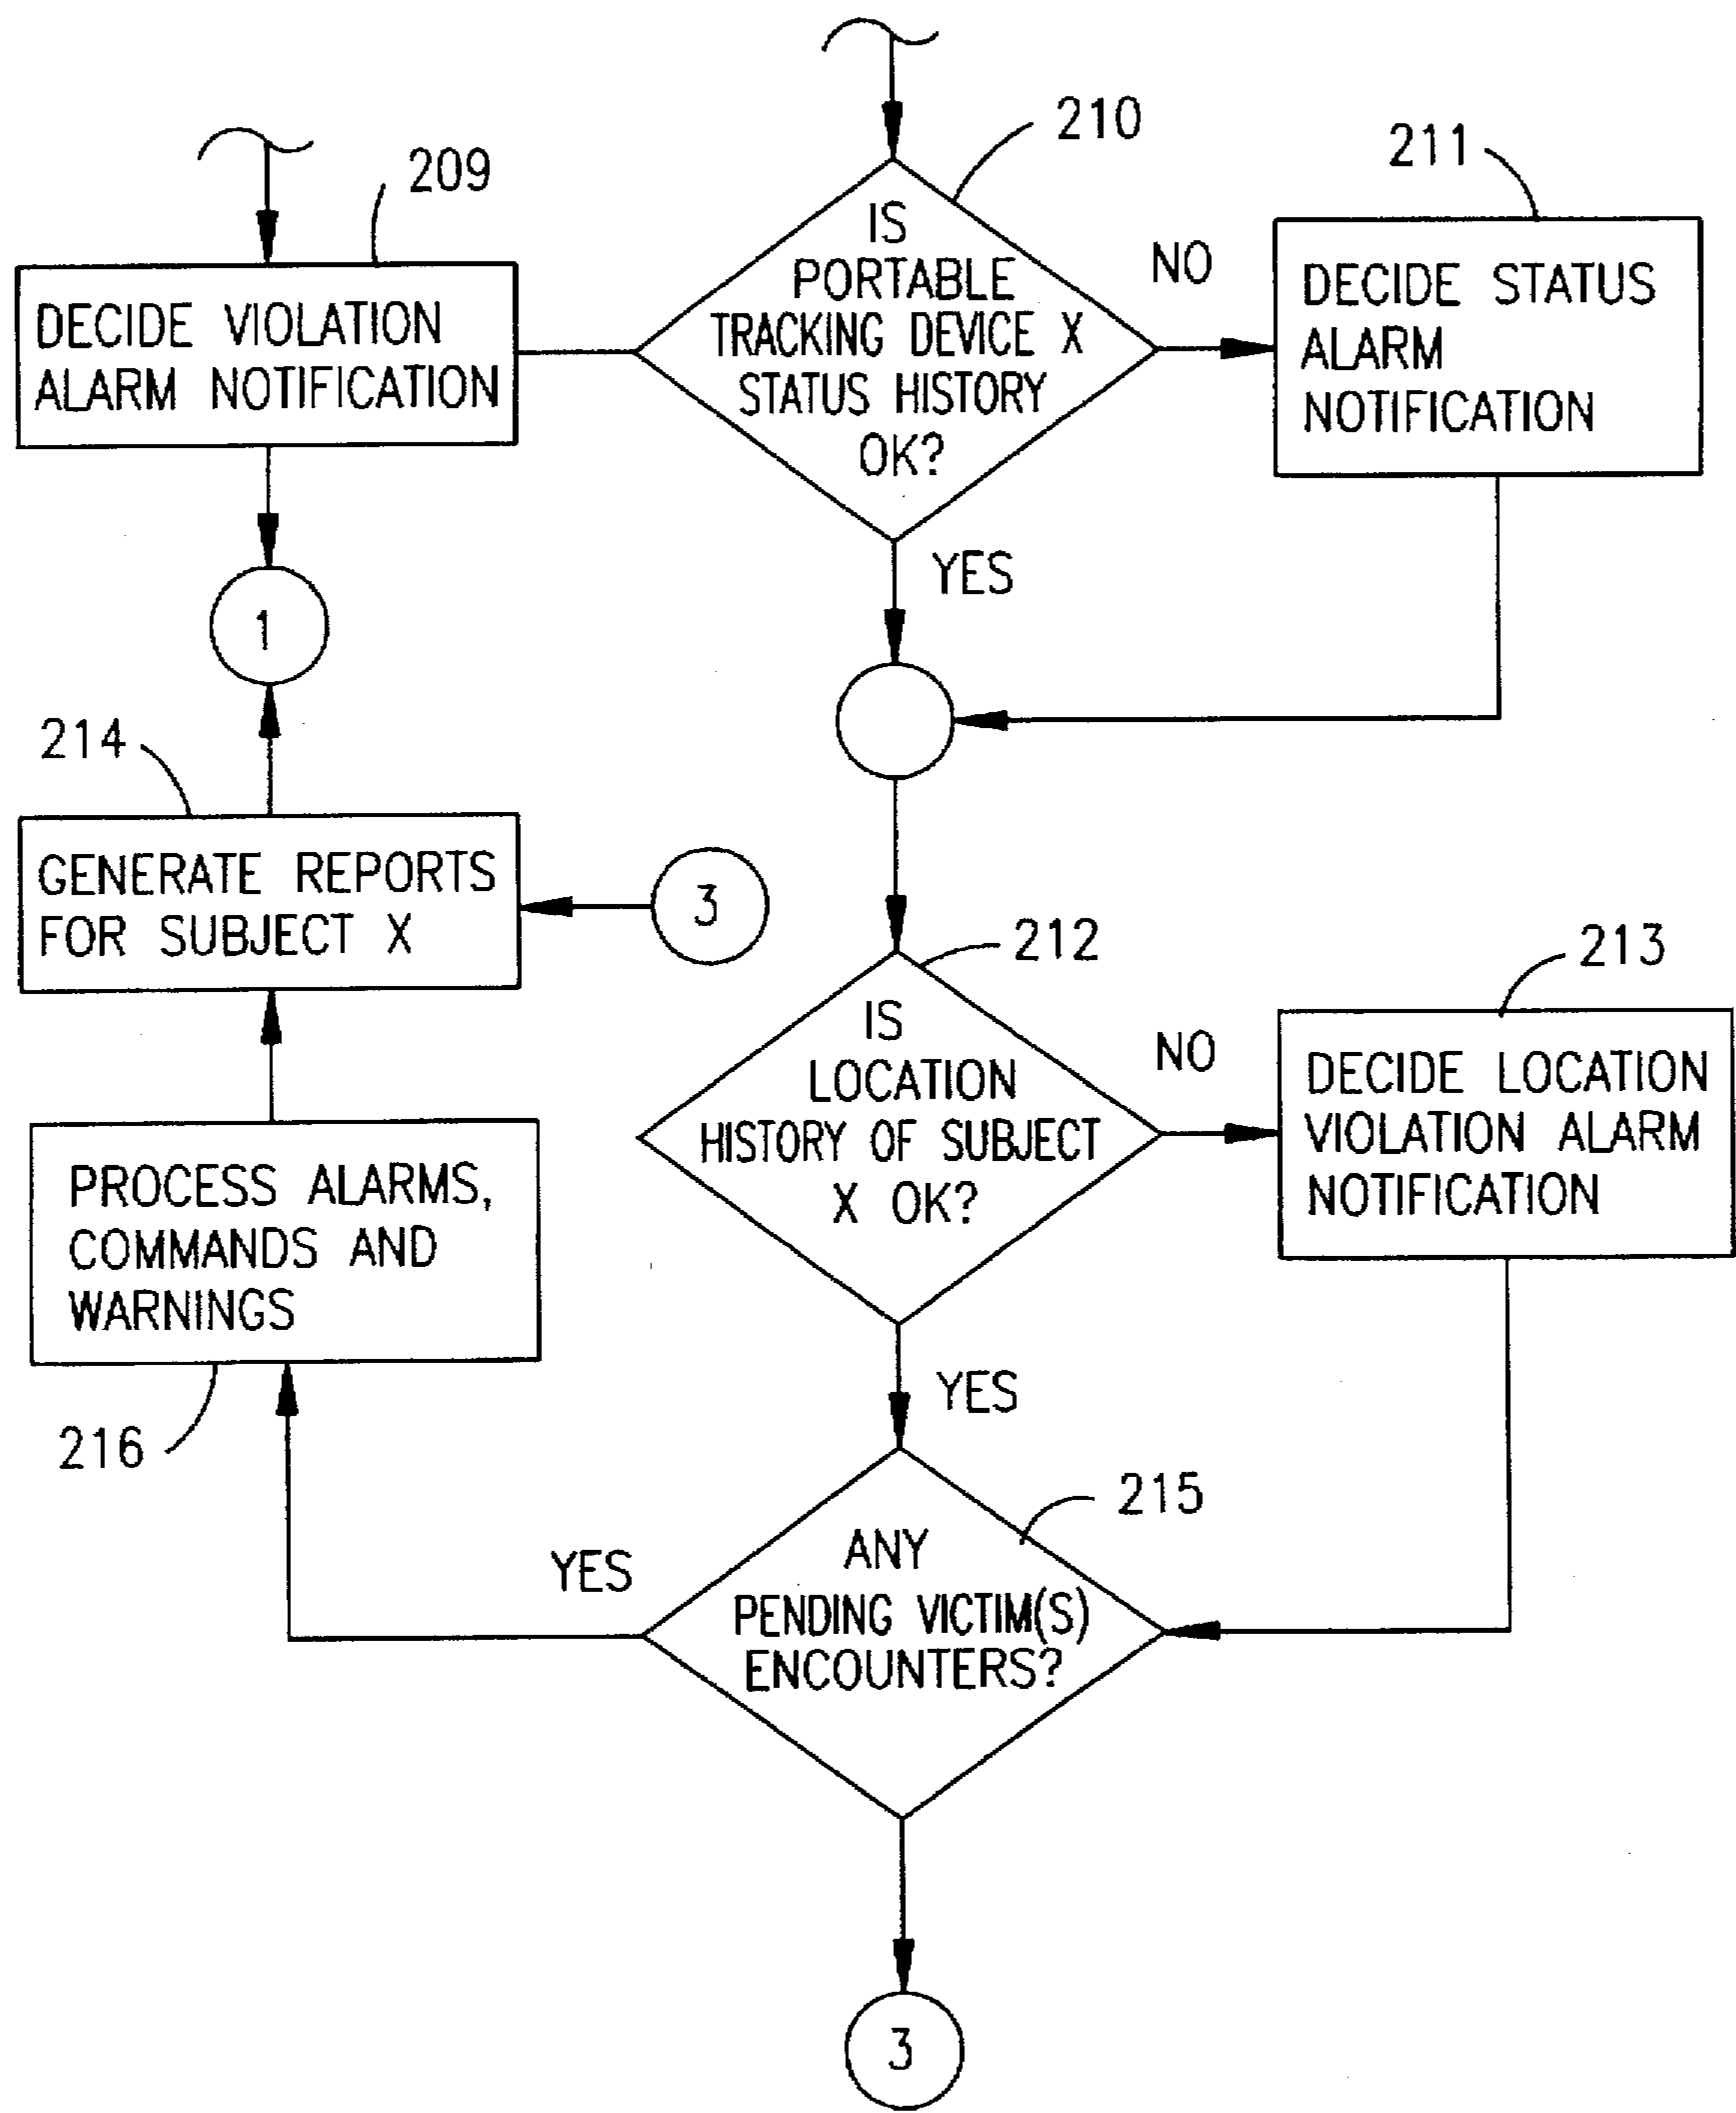 210
211
209
IS
PORTABLE
TRACKING DEVICE X
STATUS HISTORY
OK?
NO
DECIDE STATUS
ALARM
NOTIFICATION
DECIDE VIOLATION
ALARM NOTIFICATION
YES
1
214
GENERATE REPORTS
FOR SUBJECT X
3
212
213
IS
LOCATION
HISTORY OF SUBJECT
X OK?
NO
DECIDE LOCATION
VIOLATION ALARM
NOTIFICATION
PROCESS ALARMS,
COMMANDS AND
WARNINGS
216
YES
215
YES
ANY
PENDING VICTIM(S)
ENCOUNTERS?
3